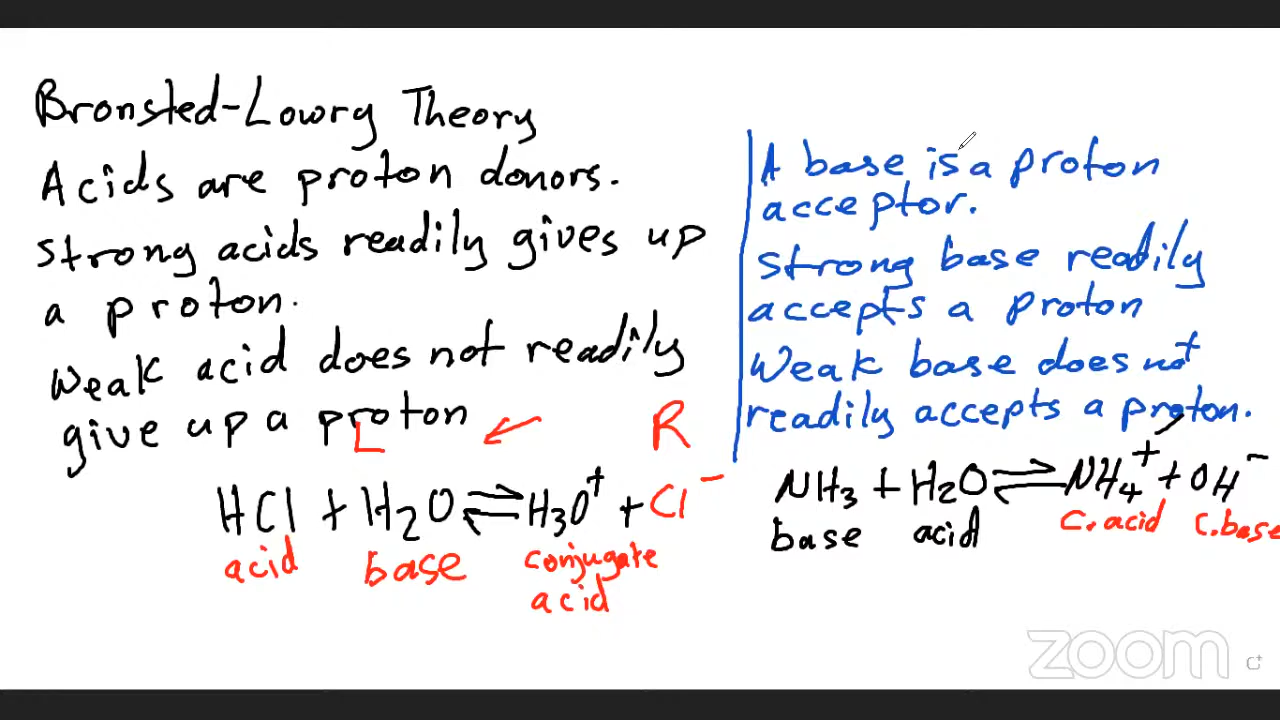 Bronsted-Lowry Theory
Acids are proton donors.
strong acids readily gives up
a proton.
Weak acid does not readily
give up a proton
L
R
HCl + H₂O ⇌ H₃O⁺ + Cl⁻
acid base conjugate
acid
A base is a proton
acceptor.
strong base readily
accepts a proton
Weak base does not
readily accepts a proton.
NH₃ + H₂O ⇌ NH₄⁺ + OH⁻
base acid c. acid c. base
zoom